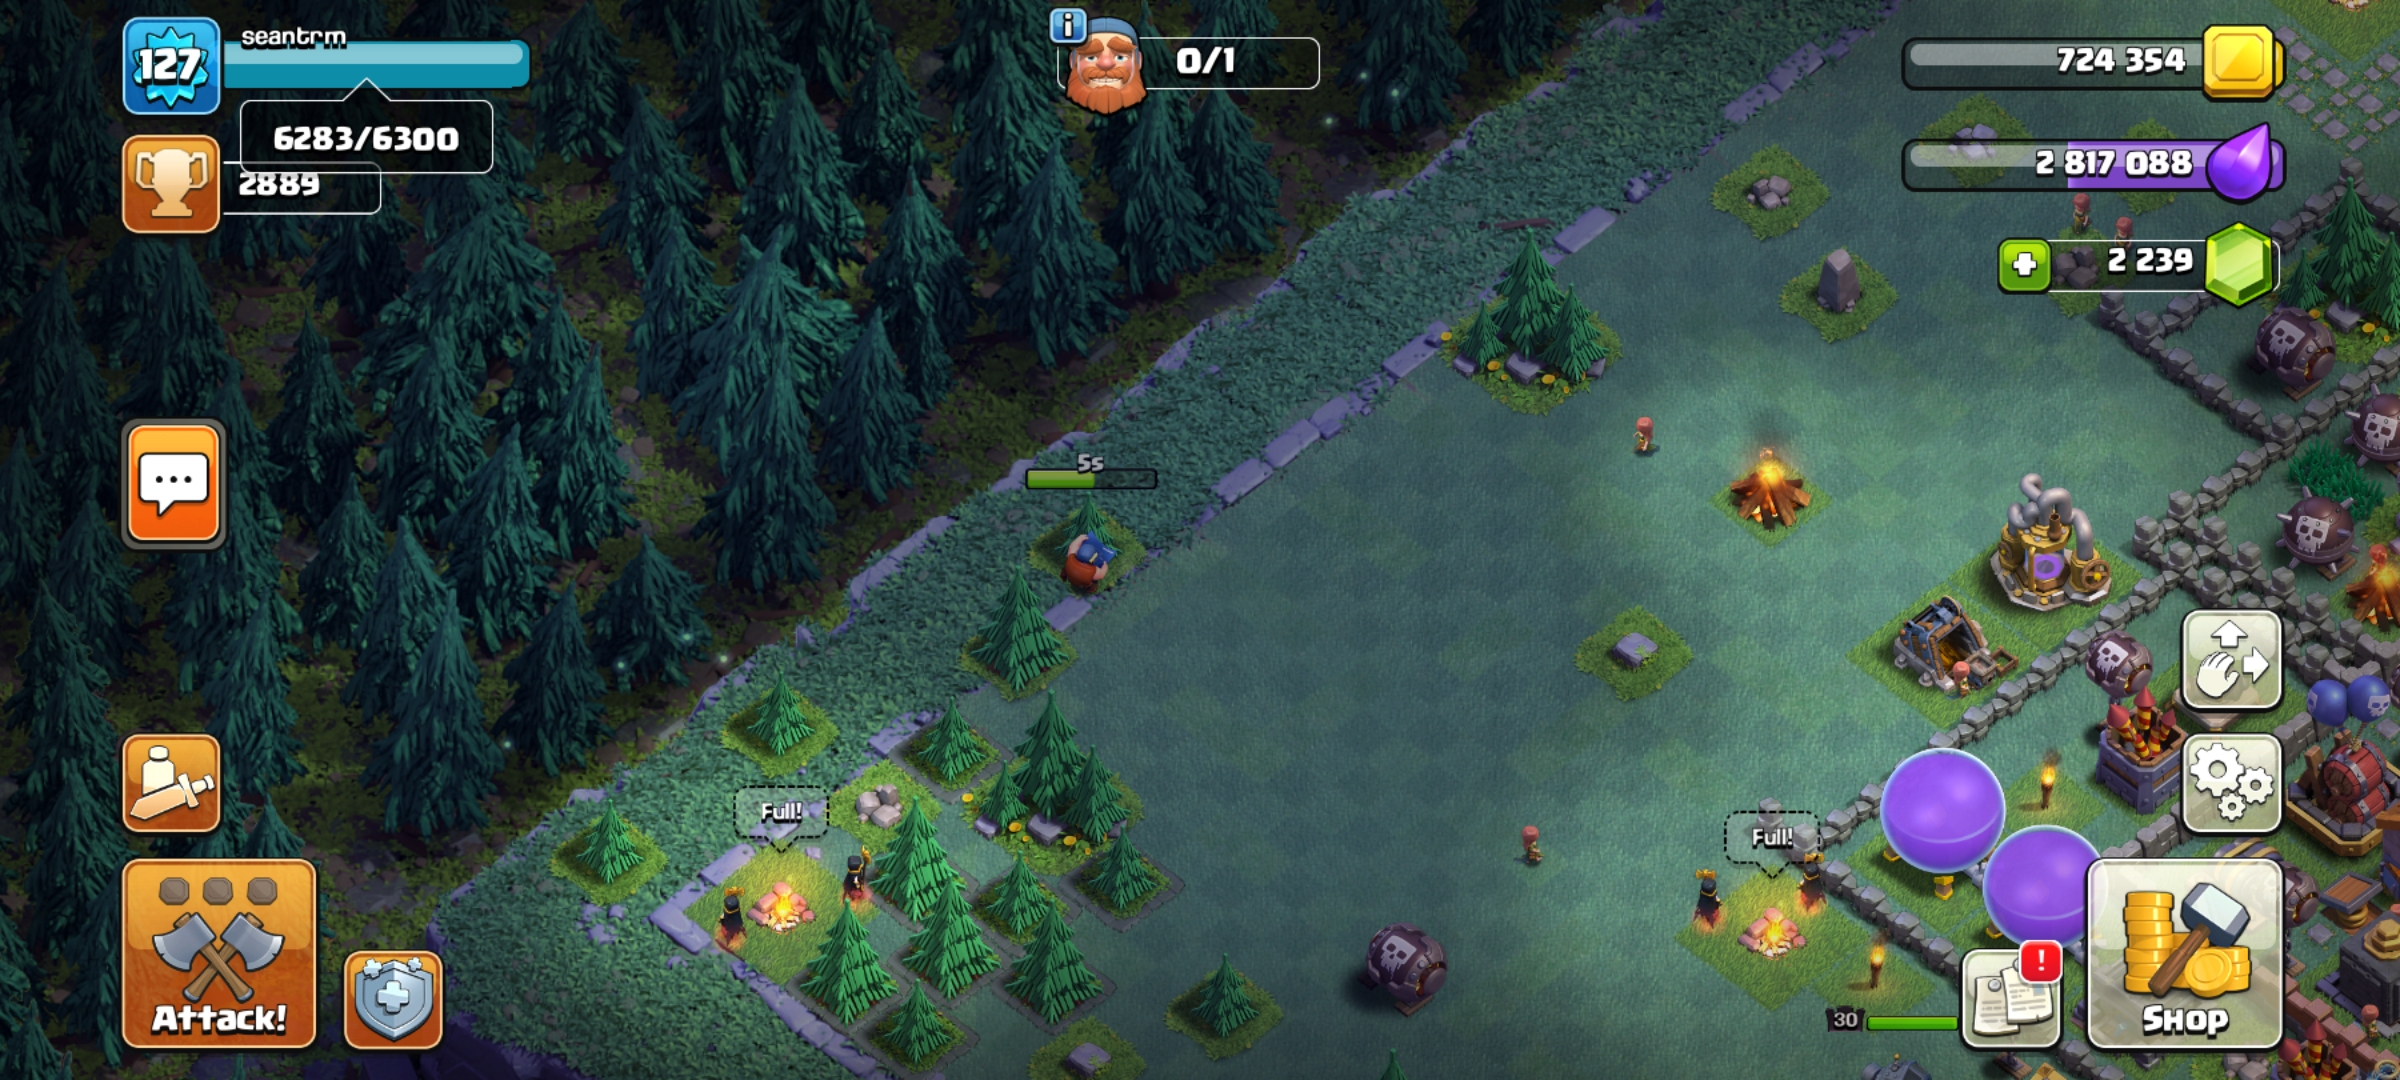 127
seantrm
6283/6300
2889
i
0/1
724 354
2 817 088
2 239
5s
Full!
Full!
Attack!
30
!
Shop